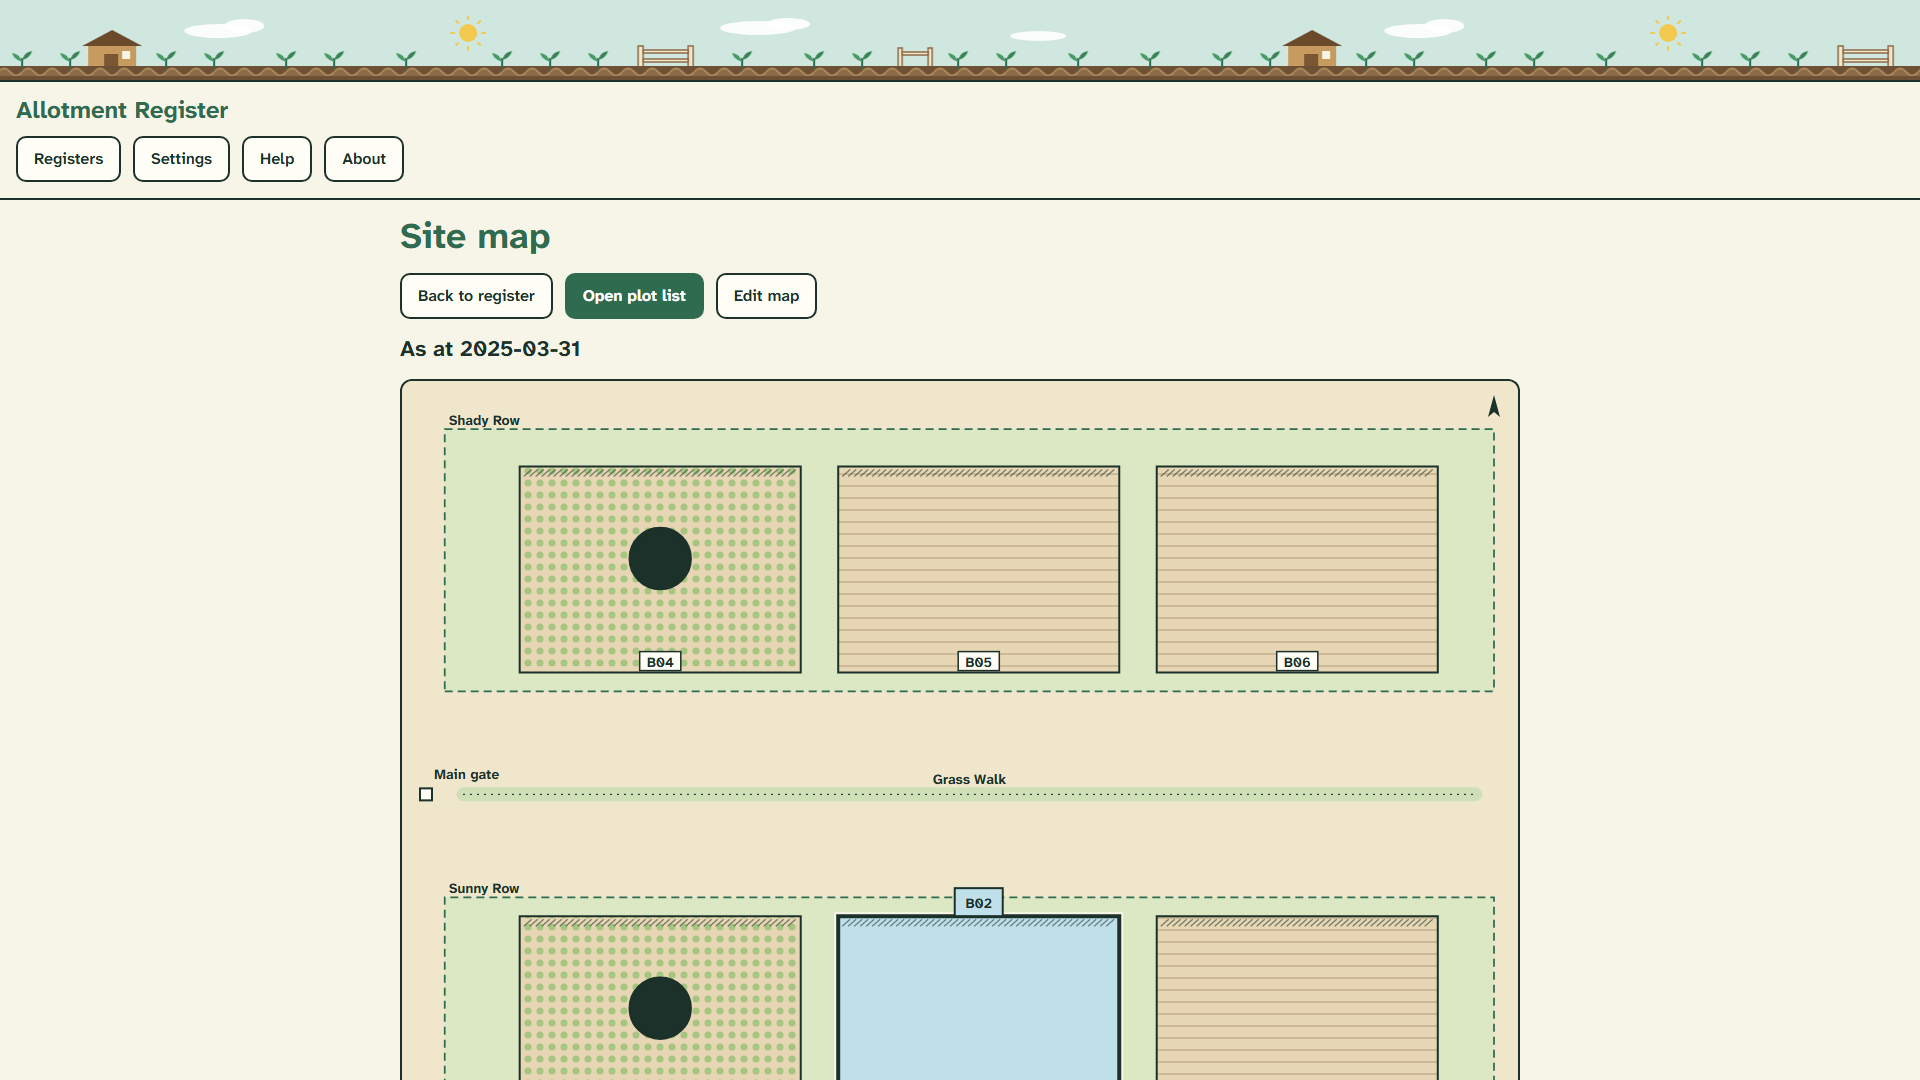 Allotment Register
Registers
Settings
Help
About
Site map
Back to register
Open plot list
Edit map
As at 2025-03-31
Shady Row
B04
B05
B06
Main gate
Grass Walk
Sunny Row
B02